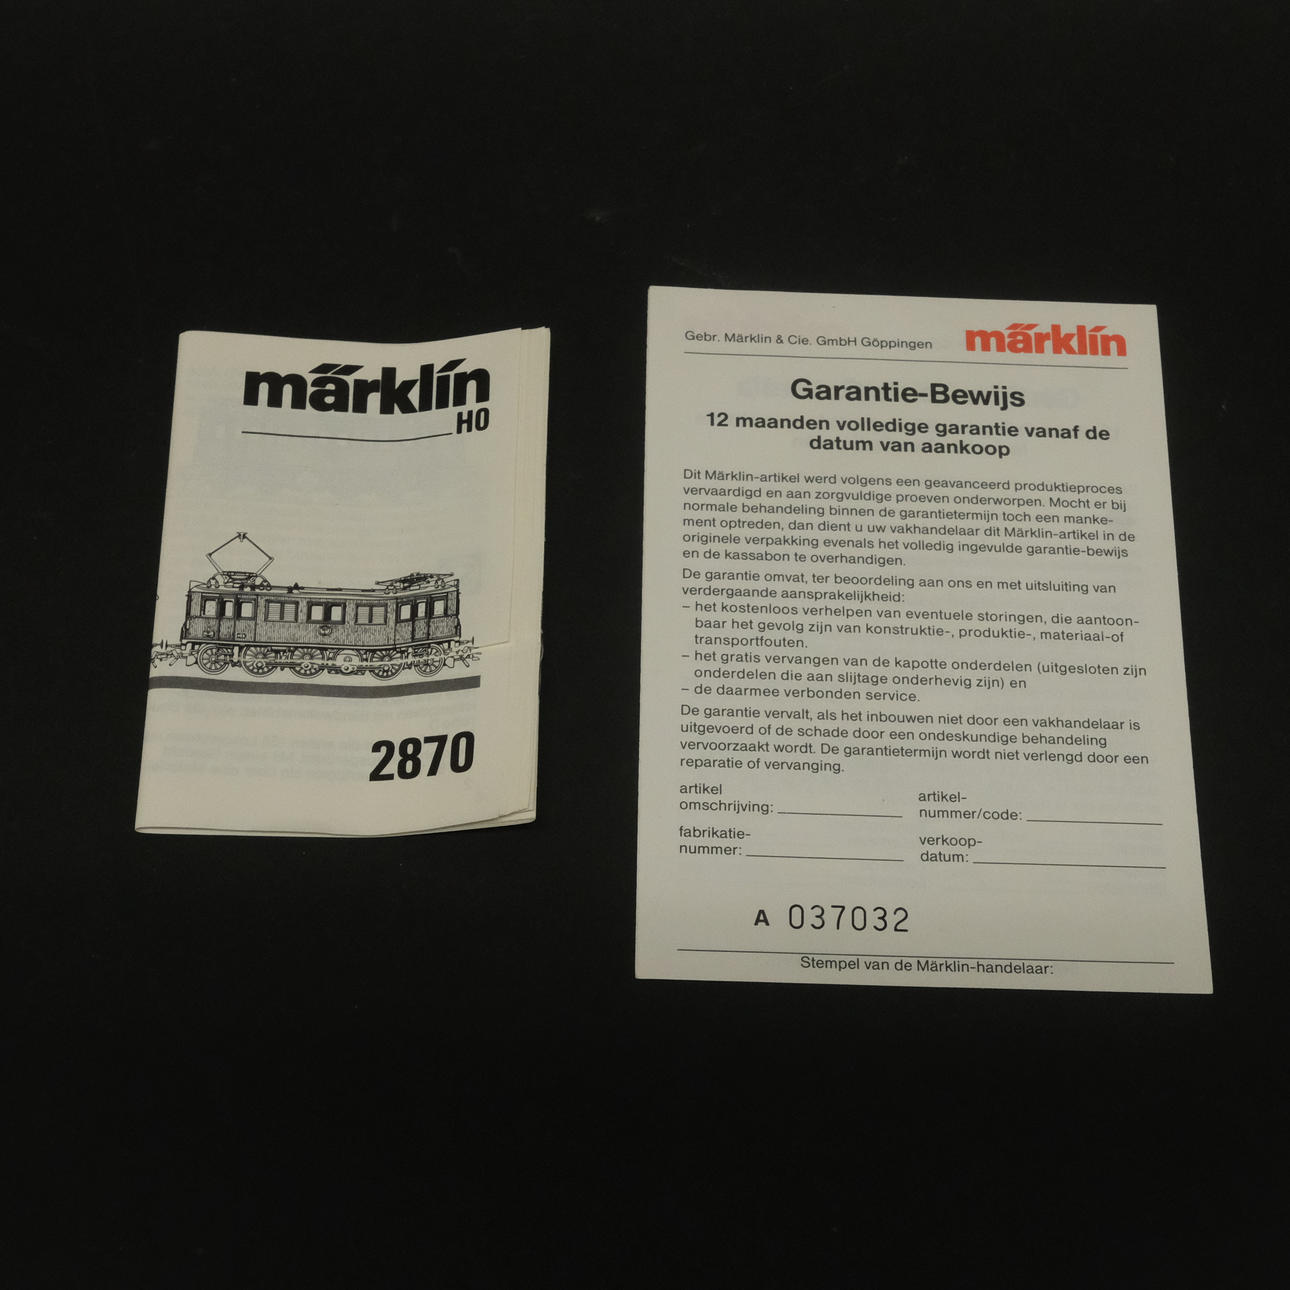 märklin
HO
2870
Gebr. Märklin & Cie. GmbH Göppingen
märklin
Garantie-Bewijs
12 maanden volledige garantie vanaf de
datum van aankoop
Dit Märklin-artikel werd volgens een geavanceerd produktieproces
vervaardigd en aan zorgvuldige proeven onderworpen. Mocht er bij
normale behandeling binnen de garantietermijn toch een manke-
ment optreden, dan dient u uw vakhandelaar dit Märklin-artikel in de
originele verpakking evenals het volledig ingevulde garantie-bewijs
en de kassabon te overhandigen.
De garantie omvat, ter beoordeling aan ons en met uitsluiting van
verdergaande aansprakelijkheid:
– het kostenloos verhelpen van eventuele storingen, die aantoon-
baar het gevolg zijn van konstruktie-, produktie-, materiaal-of
transportfouten.
– het gratis vervangen van de kapotte onderdelen (uitgesloten zijn
onderdelen die aan slijtage onderhevig zijn) en
– de daarmee verbonden service.
De garantie vervalt, als het inbouwen niet door een vakhandelaar is
uitgevoerd of de schade door een ondeskundige behandeling
vervoorzaakt wordt. De garantietermijn wordt niet verlengd door een
reparatie of vervanging.
artikel
omschrijving:
artikel-
nummer/code:
fabrikatie-
nummer:
verkoop-
datum:
A 037032
Stempel van de Märklin-handelaar: